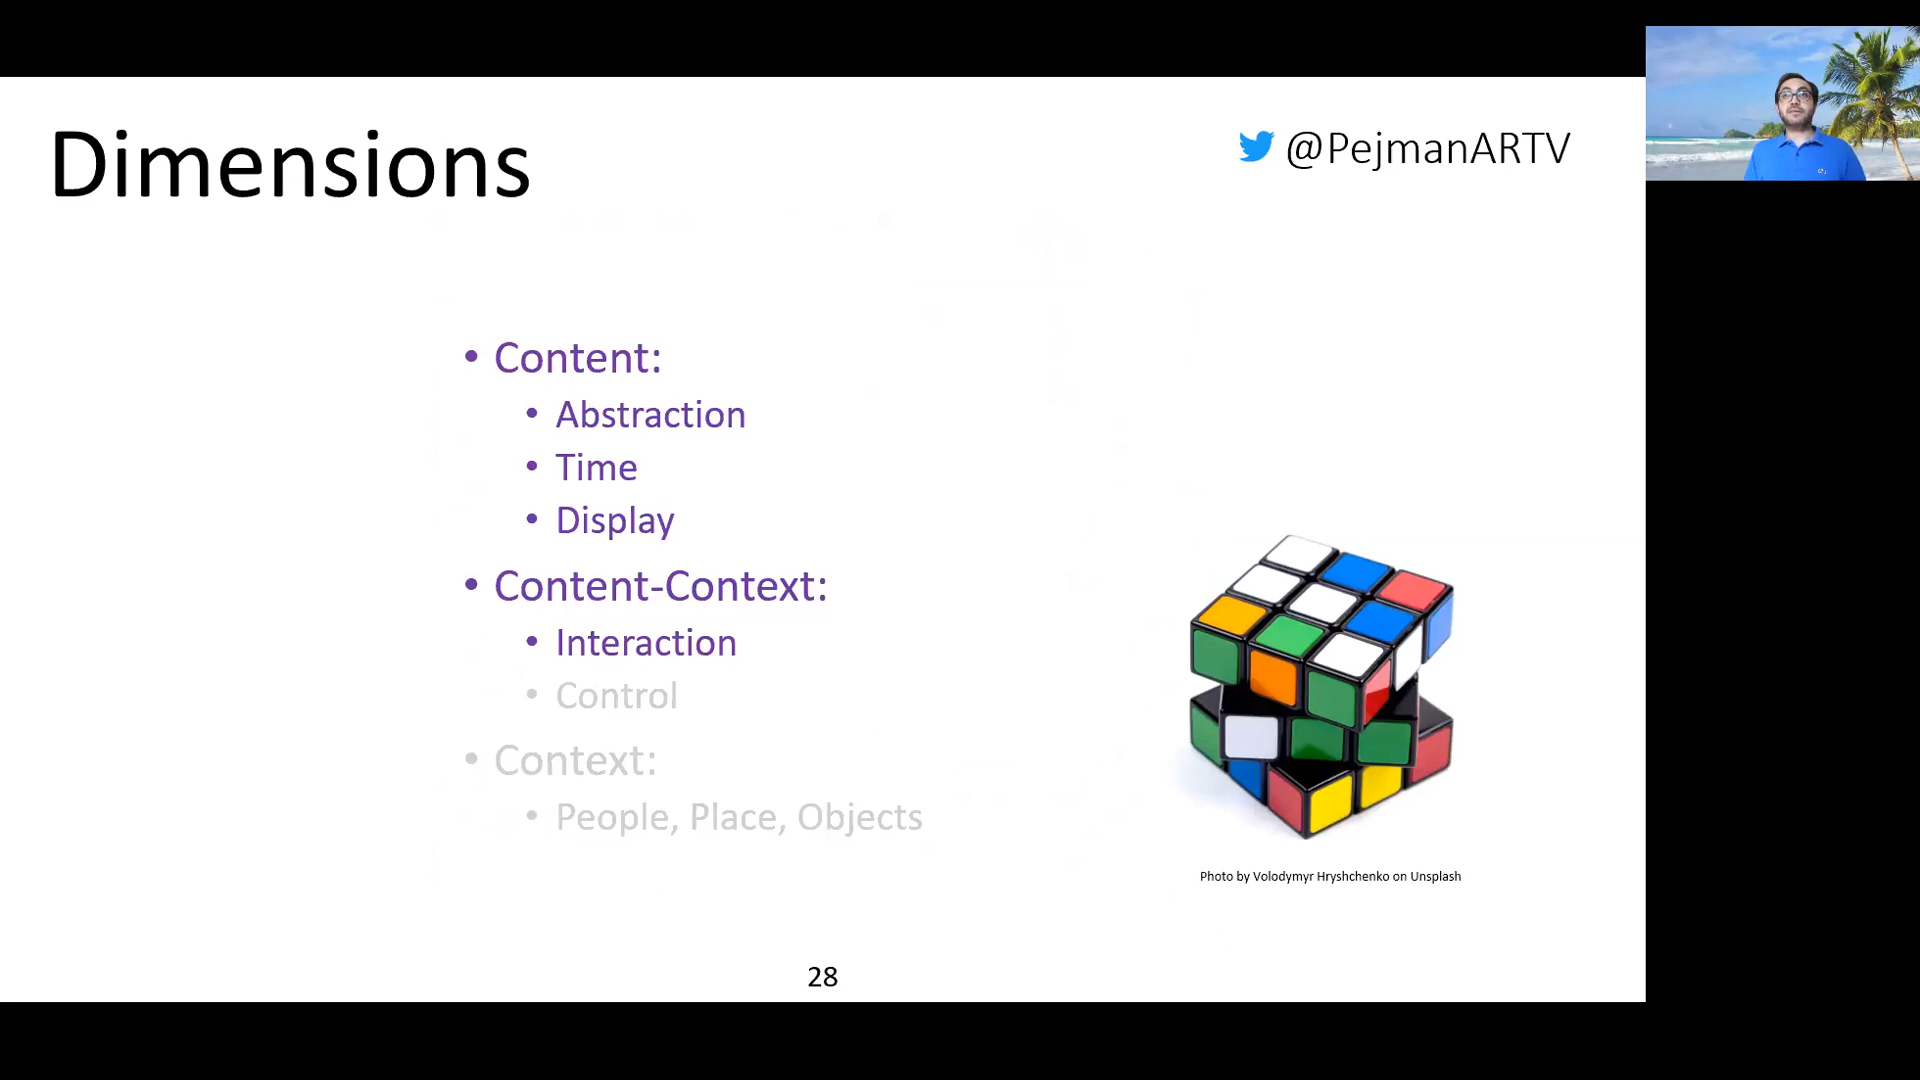 Dimensions
@PejmanARTV
• Content:
• Abstraction
• Time
• Display
• Content-Context:
• Interaction
• Control
• Context:
• People, Place, Objects
Photo by Volodymyr Hryshchenko on Unsplash
28